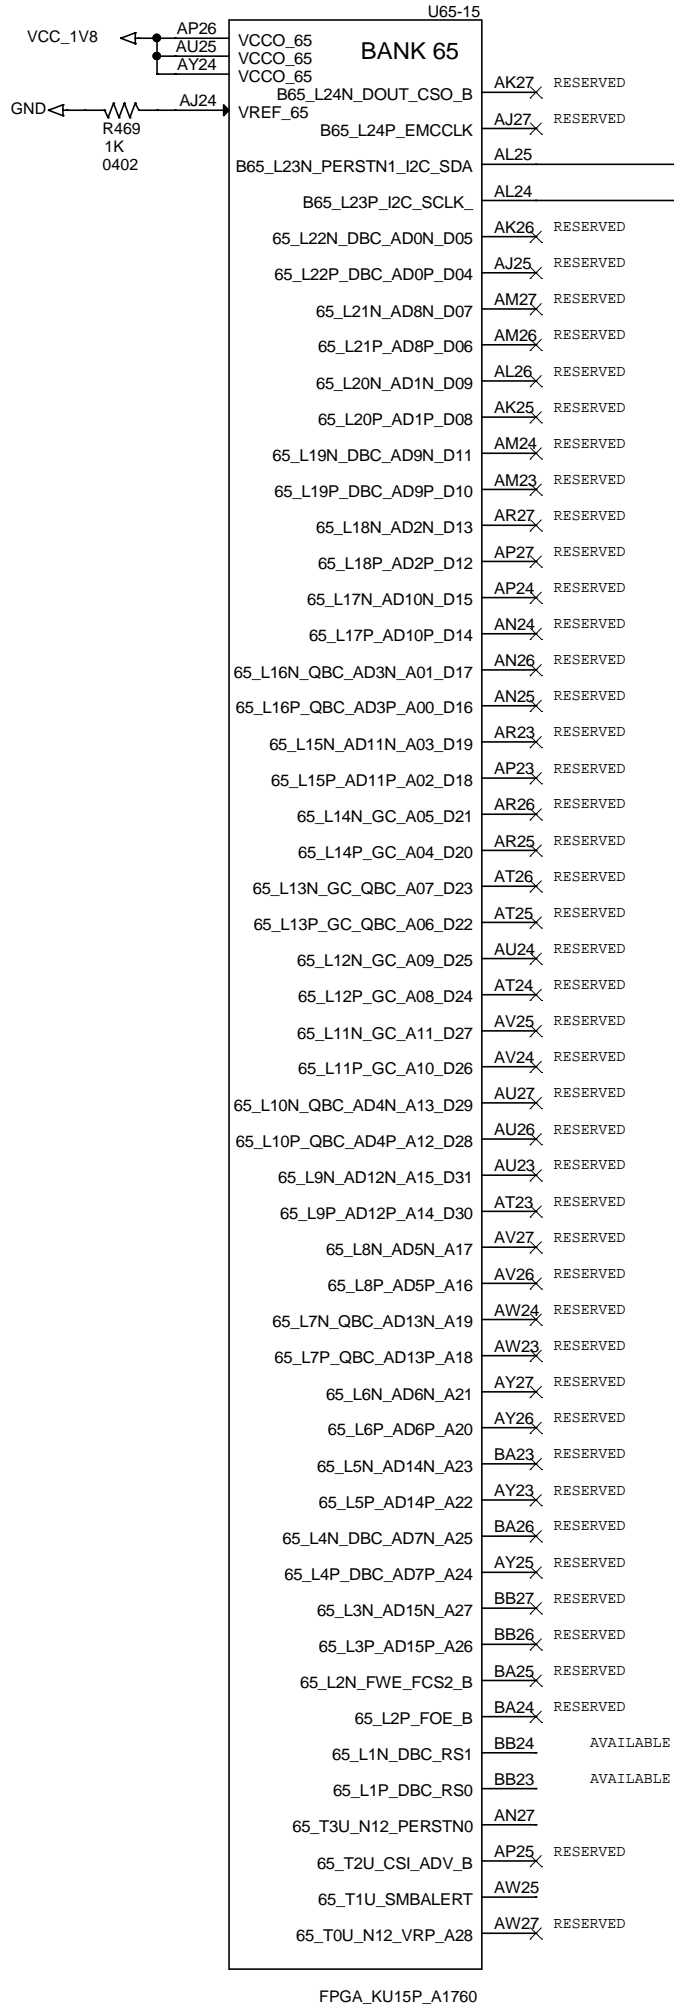 U65-15
VCC_1V8
AP26 VCCO_65
AU25 VCCO_65
AY24 VCCO_65
BANK 65
GND
R469
1K
0402
AJ24 VREF_65
B65_L24N_DOUT_CSO_B AK27 RESERVED
B65_L24P_EMCCLK AJ27 RESERVED
B65_L23N_PERSTN1_I2C_SDA AL25
B65_L23P_I2C_SCLK_ AL24
65_L22N_DBC_AD0N_D05 AK26 RESERVED
65_L22P_DBC_AD0P_D04 AJ25 RESERVED
65_L21N_AD8N_D07 AM27 RESERVED
65_L21P_AD8P_D06 AM26 RESERVED
65_L20N_AD1N_D09 AL26 RESERVED
65_L20P_AD1P_D08 AK25 RESERVED
65_L19N_DBC_AD9N_D11 AM24 RESERVED
65_L19P_DBC_AD9P_D10 AM23 RESERVED
65_L18N_AD2N_D13 AR27 RESERVED
65_L18P_AD2P_D12 AP27 RESERVED
65_L17N_AD10N_D15 AP24 RESERVED
65_L17P_AD10P_D14 AN24 RESERVED
65_L16N_QBC_AD3N_A01_D17 AN26 RESERVED
65_L16P_QBC_AD3P_A00_D16 AN25 RESERVED
65_L15N_AD11N_A03_D19 AR23 RESERVED
65_L15P_AD11P_A02_D18 AP23 RESERVED
65_L14N_GC_A05_D21 AR26 RESERVED
65_L14P_GC_A04_D20 AR25 RESERVED
65_L13N_GC_QBC_A07_D23 AT26 RESERVED
65_L13P_GC_QBC_A06_D22 AT25 RESERVED
65_L12N_GC_A09_D25 AU24 RESERVED
65_L12P_GC_A08_D24 AT24 RESERVED
65_L11N_GC_A11_D27 AV25 RESERVED
65_L11P_GC_A10_D26 AV24 RESERVED
65_L10N_QBC_AD4N_A13_D29 AU27 RESERVED
65_L10P_QBC_AD4P_A12_D28 AU26 RESERVED
65_L9N_AD12N_A15_D31 AU23 RESERVED
65_L9P_AD12P_A14_D30 AT23 RESERVED
65_L8N_AD5N_A17 AV27 RESERVED
65_L8P_AD5P_A16 AV26 RESERVED
65_L7N_QBC_AD13N_A19 AW24 RESERVED
65_L7P_QBC_AD13P_A18 AW23 RESERVED
65_L6N_AD6N_A21 AY27 RESERVED
65_L6P_AD6P_A20 AY26 RESERVED
65_L5N_AD14N_A23 BA23 RESERVED
65_L5P_AD14P_A22 AY23 RESERVED
65_L4N_DBC_AD7N_A25 BA26 RESERVED
65_L4P_DBC_AD7P_A24 AY25 RESERVED
65_L3N_AD15N_A27 BB27 RESERVED
65_L3P_AD15P_A26 BB26 RESERVED
65_L2N_FWE_FCS2_B BA25 RESERVED
65_L2P_FOE_B BA24 RESERVED
65_L1N_DBC_RS1 BB24 AVAILABLE
65_L1P_DBC_RS0 BB23 AVAILABLE
65_T3U_N12_PERSTN0 AN27
65_T2U_CSI_ADV_B AP25 RESERVED
65_T1U_SMBALERT AW25
65_T0U_N12_VRP_A28 AW27 RESERVED
FPGA_KU15P_A1760